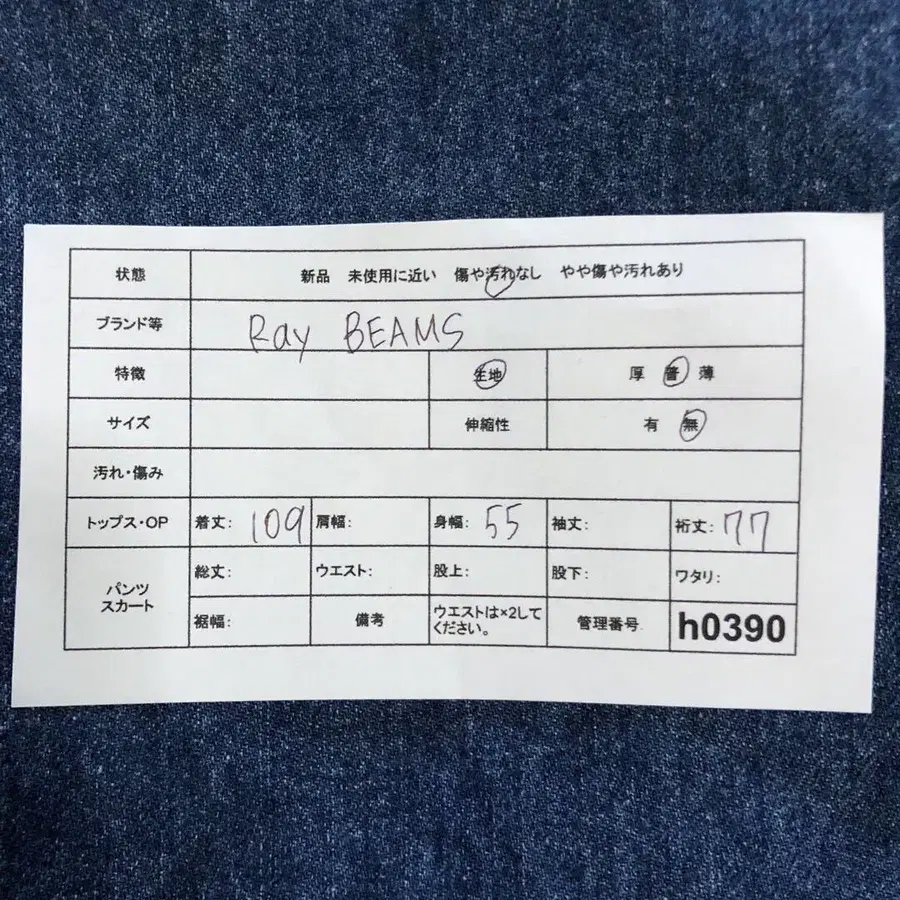 状態 新品 未使用に近い 傷や汚れなし やや傷や汚れあり
ブランド等 Ray BEAMS
特徴 生地 厚 普 薄
サイズ 伸縮性 有 無
汚れ・傷み
トップス・OP 着丈: 109 肩幅: 身幅: 55 袖丈: 裄丈: 77
パンツ
スカート
総丈: ウエスト: 股上: 股下: ワタリ:
裾幅: 備考 ウエストは×2して
ください。 管理番号 h0390